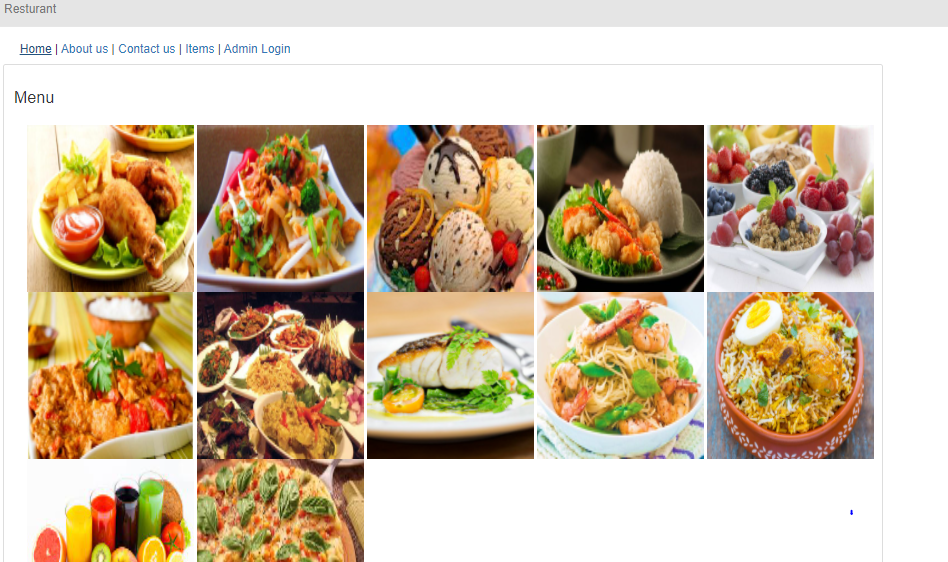 Resturant
Home | About us | Contact us | Items | Admin Login
Menu